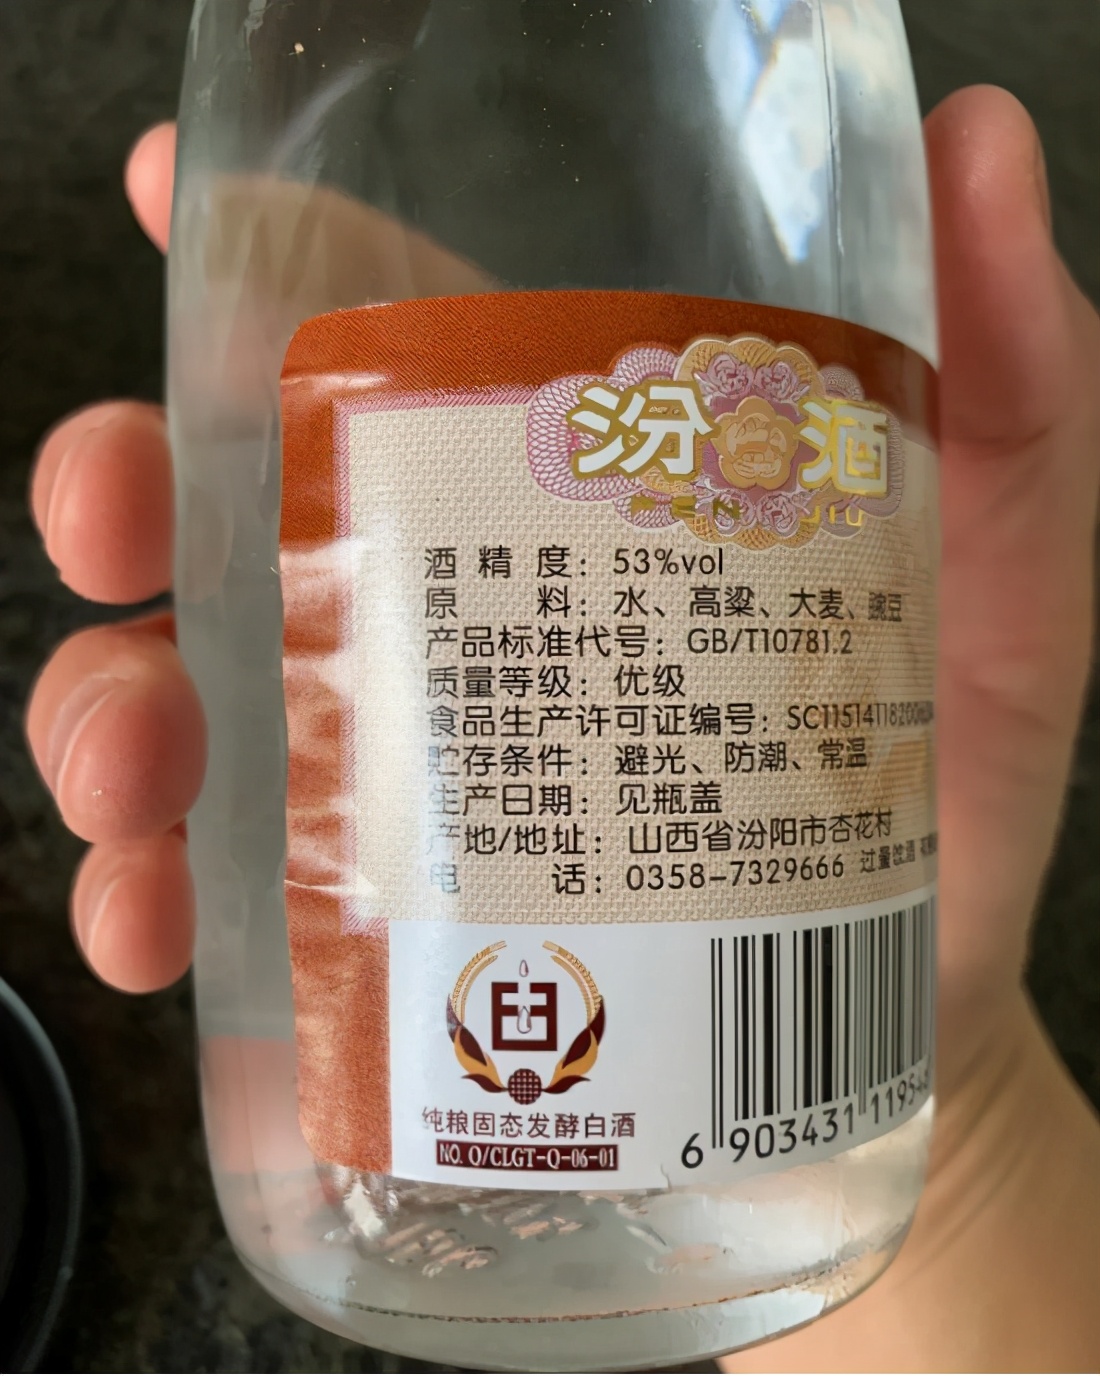 汾酒
酒精度：53%vol
原料：水、高粱、大麦、豌豆
产品标准代号：GB/T10781.2
质量等级：优级
食品生产许可证编号：SC115141182006
贮存条件：避光、防潮、常温
生产日期：见瓶盖
产地/地址：山西省汾阳市杏花村
电话：0358-7329666 过量饮酒
纯粮固态发酵白酒
NO. Q/CLGT-Q-06-01
6 903431 1195